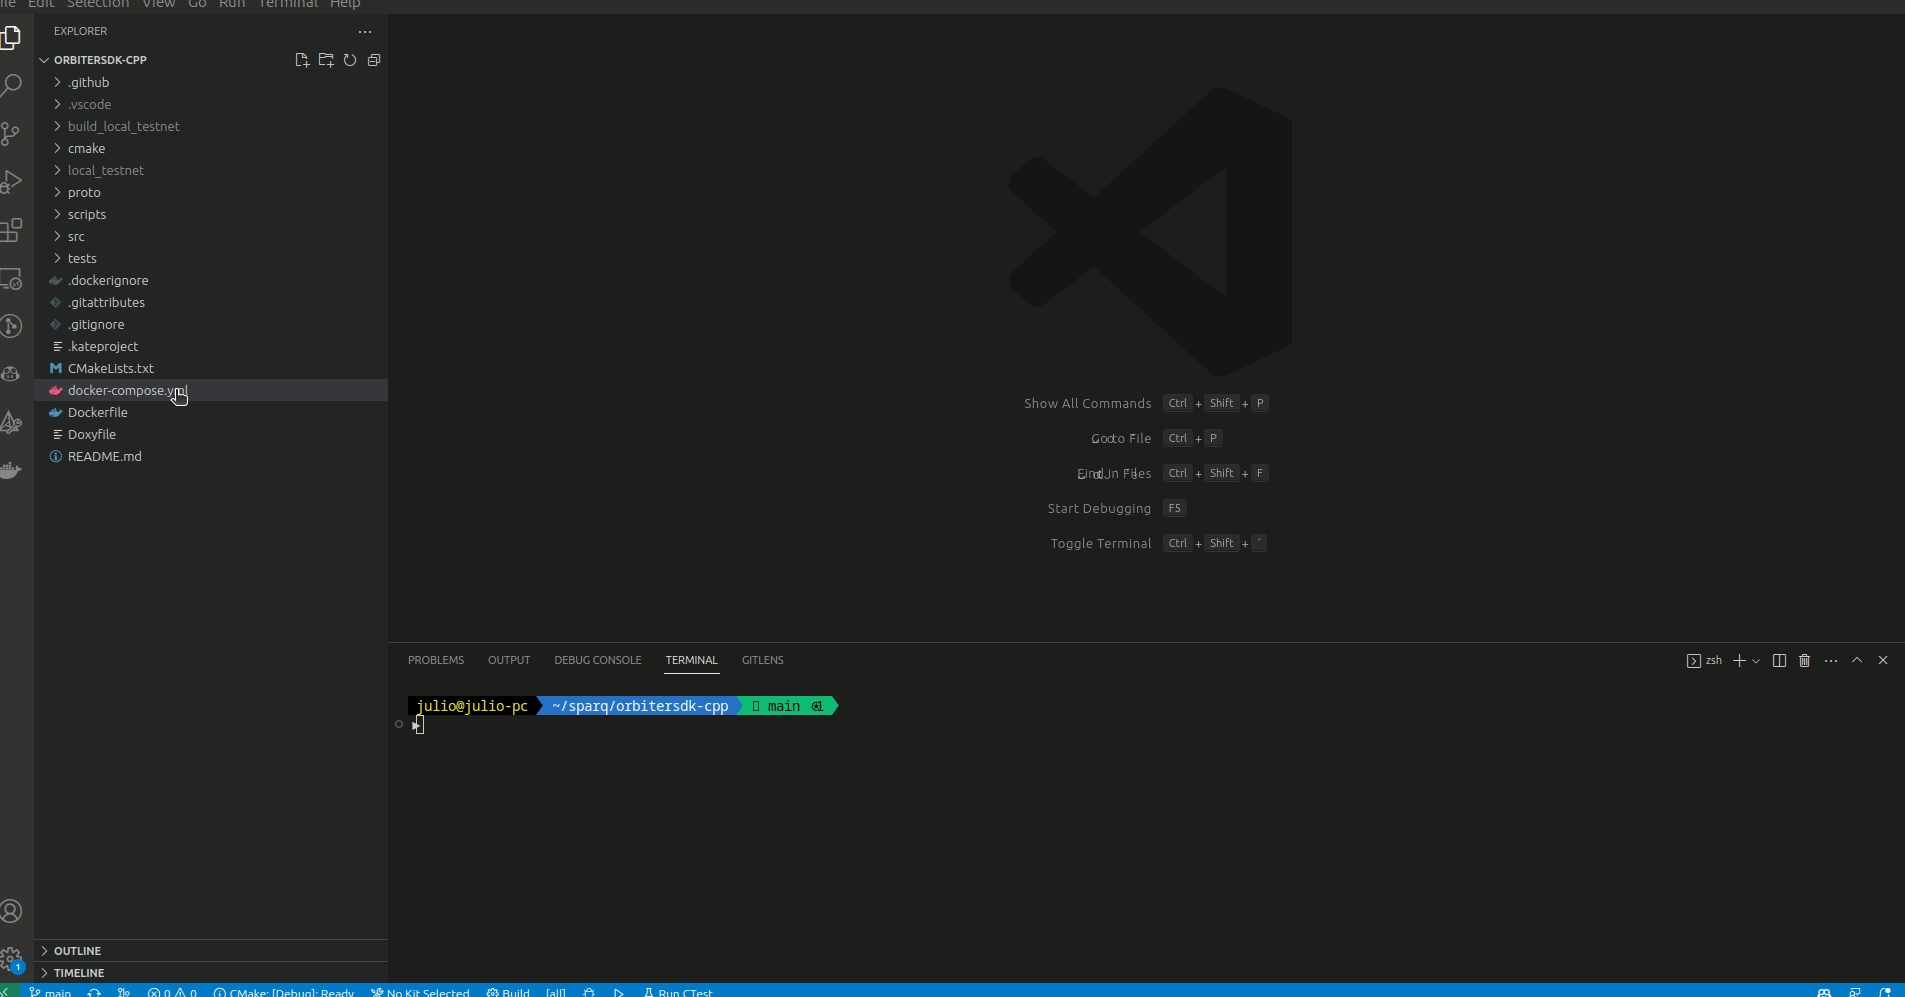 File Edit Selection View Go Run Terminal Help
EXPLORER
ORBITERSDK-CPP
.github
.vscode
build_local_testnet
cmake
local_testnet
proto
scripts
src
tests
.dockerignore
.gitattributes
.gitignore
.kateproject
CMakeLists.txt
docker-compose.yml
Dockerfile
Doxyfile
README.md
OUTLINE
TIMELINE
Show All Commands Ctrl + Shift + P
Go to File Ctrl + P
Find in Files Ctrl + Shift + F
Start Debugging F5
Toggle Terminal Ctrl + Shift + ´
PROBLEMS OUTPUT DEBUG CONSOLE TERMINAL GITLENS
zsh
julio@julio-pc ~/sparq/orbitersdk-cpp main
1
main 0 0 CMake: [Debug]: Ready No Kit Selected Build [all] Run CTest